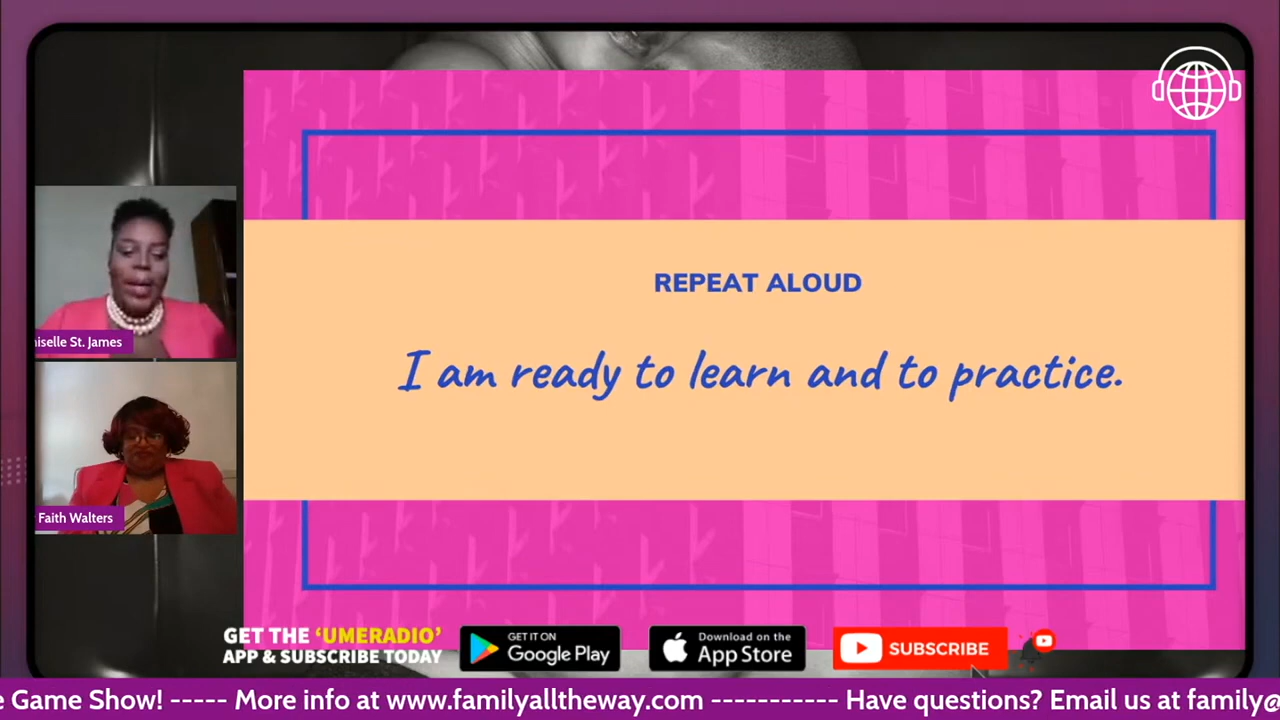 REPEAT ALOUD
I am ready to learn and to practice.
niselle St. James
Faith Walters
GET THE ‘UMERADIO’
APP & SUBSCRIBE TODAY
GET IT ON
Google Play
Download on the
App Store
SUBSCRIBE
e Game Show! ----- More info at www.familyalltheway.com ----------- Have questions? Email us at family@